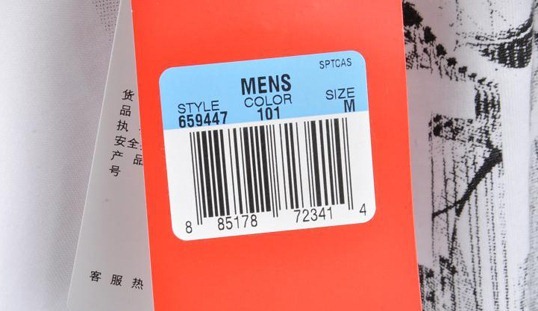 货
品
执
安全
产品
号
客服热
SPTCAS
MENS
STYLE COLOR SIZE
659447 101 M
8 85178 72341 4